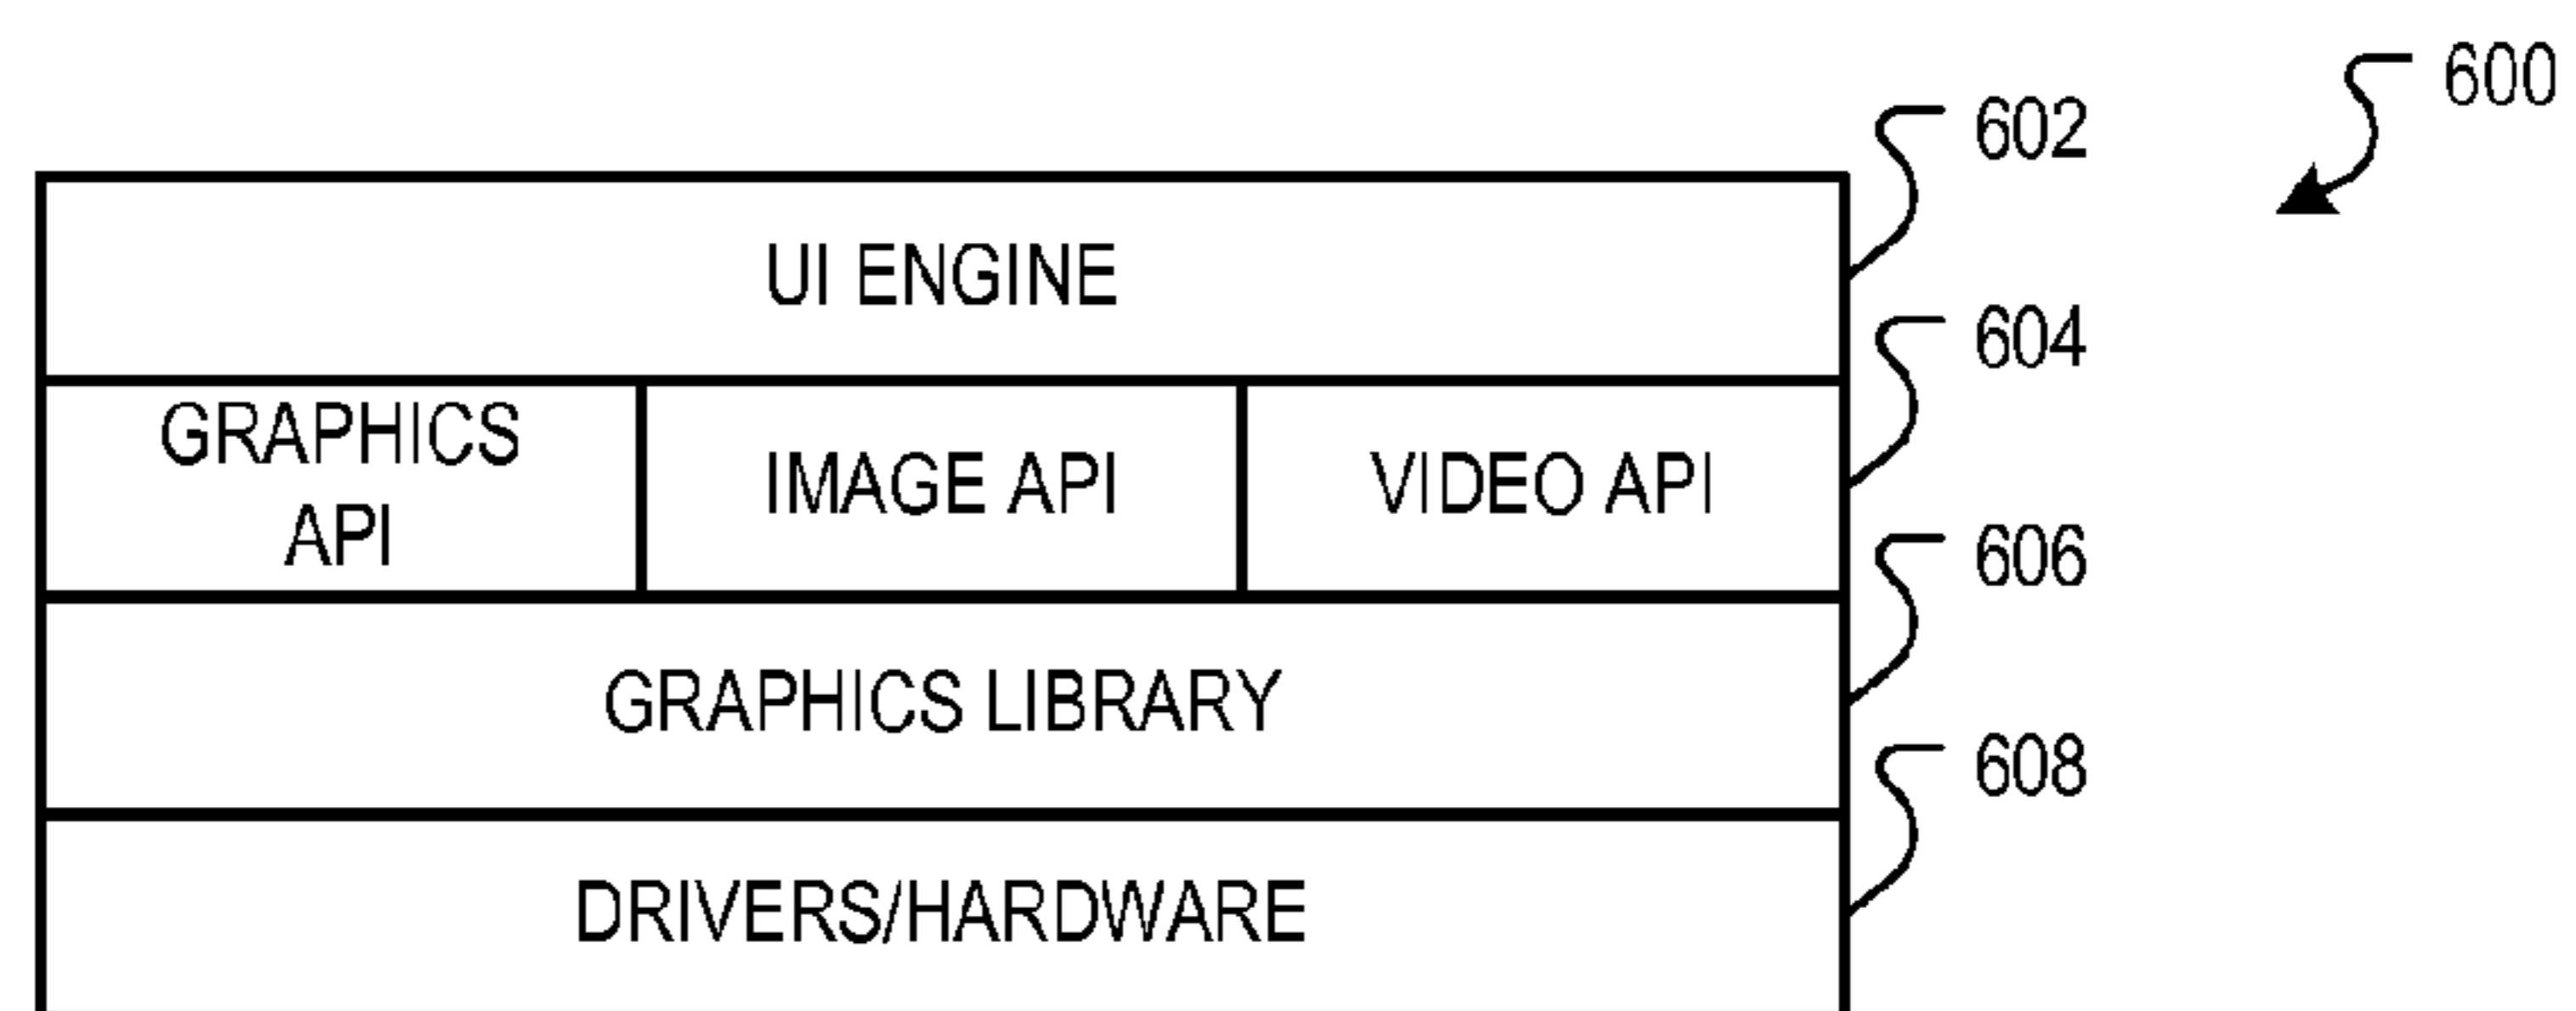 600
602
UI ENGINE
604
GRAPHICS
API
IMAGE API
VIDEO API
606
GRAPHICS LIBRARY
608
DRIVERS/HARDWARE